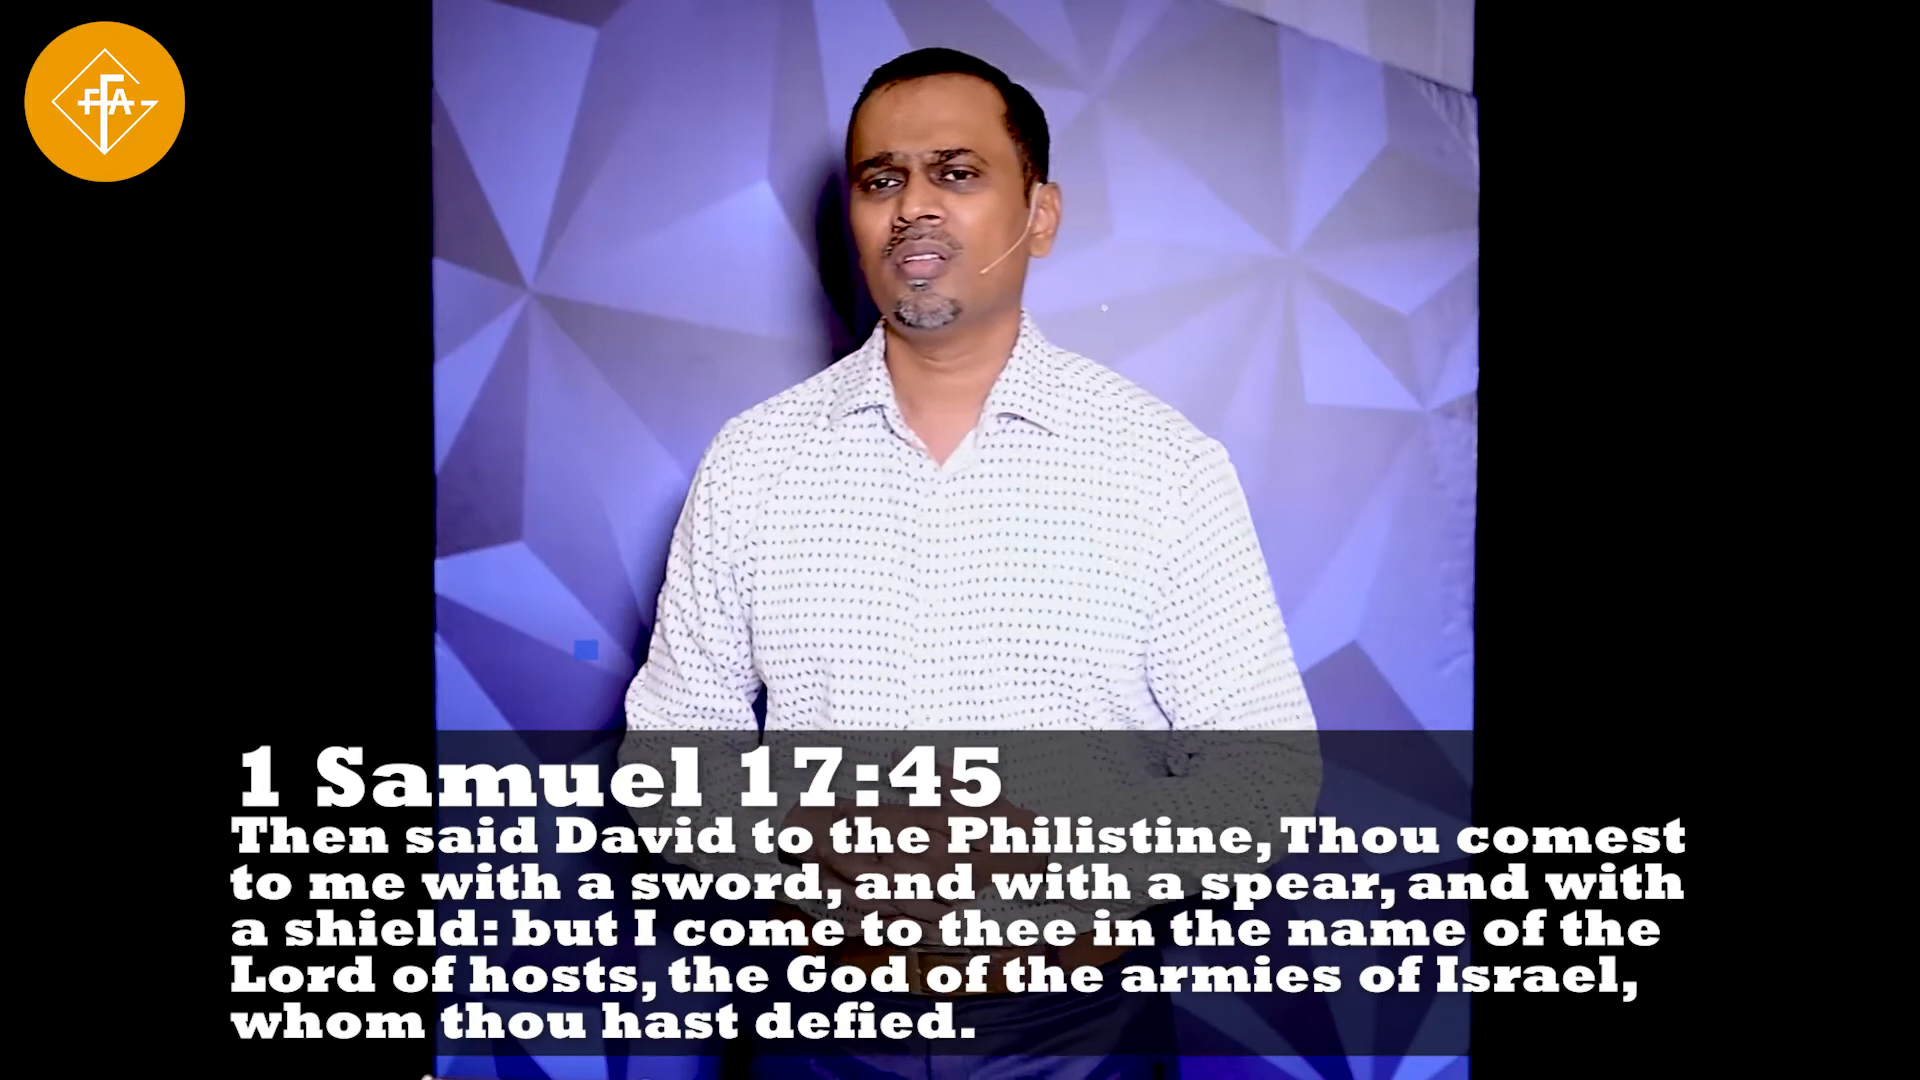 FFA
1 Samuel 17:45
Then said David to the Philistine, Thou comest
to me with a sword, and with a spear, and with
a shield: but I come to thee in the name of the
Lord of hosts, the God of the armies of Israel,
whom thou hast defied.